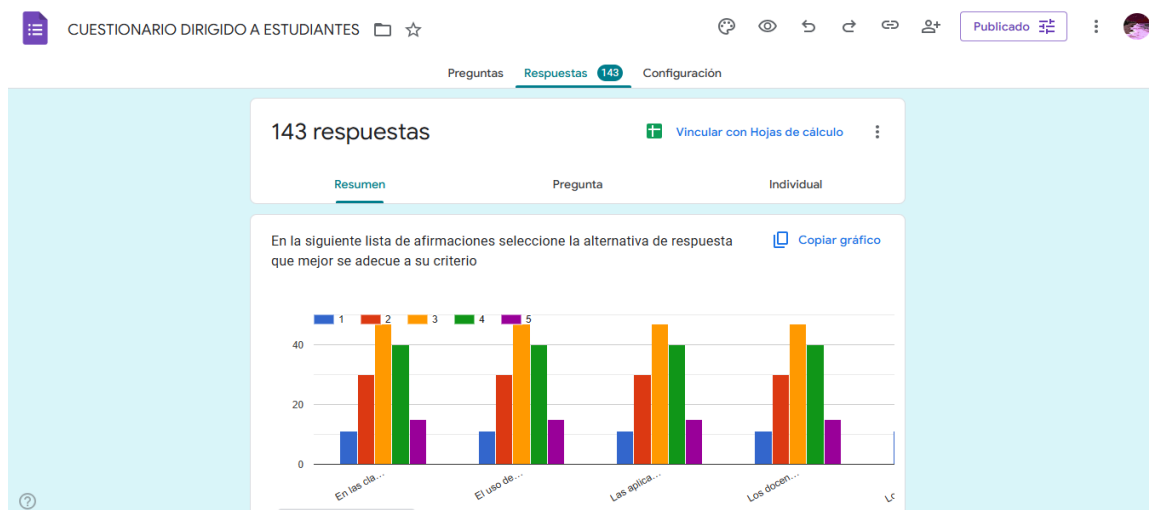 CUESTIONARIO DIRIGIDO A ESTUDIANTES
Publicado
Preguntas Respuestas 143 Configuración
143 respuestas
Vincular con Hojas de cálculo
Resumen Pregunta Individual
En la siguiente lista de afirmaciones seleccione la alternativa de respuesta
que mejor se adecue a su criterio
Copiar gráfico
1 2 3 4 5
40
20
0
En las cla... El uso de... Las aplica... Los docen... Lo